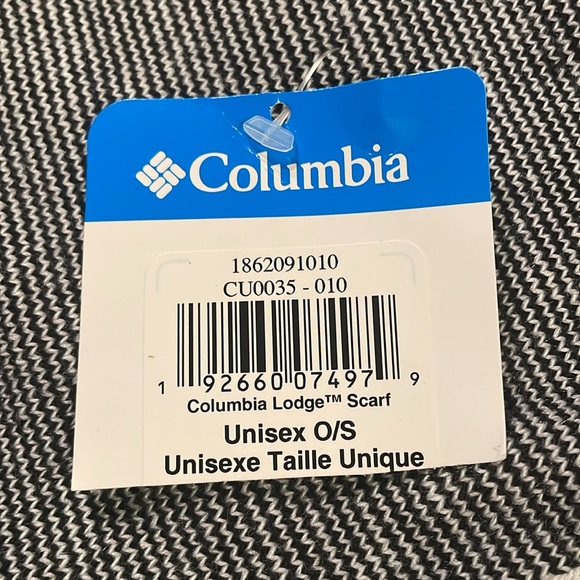 Columbia
1862091010
CU0035 - 010
1 92660 07497 9
Columbia Lodge™ Scarf
Unisex O/S
Unisexe Taille Unique